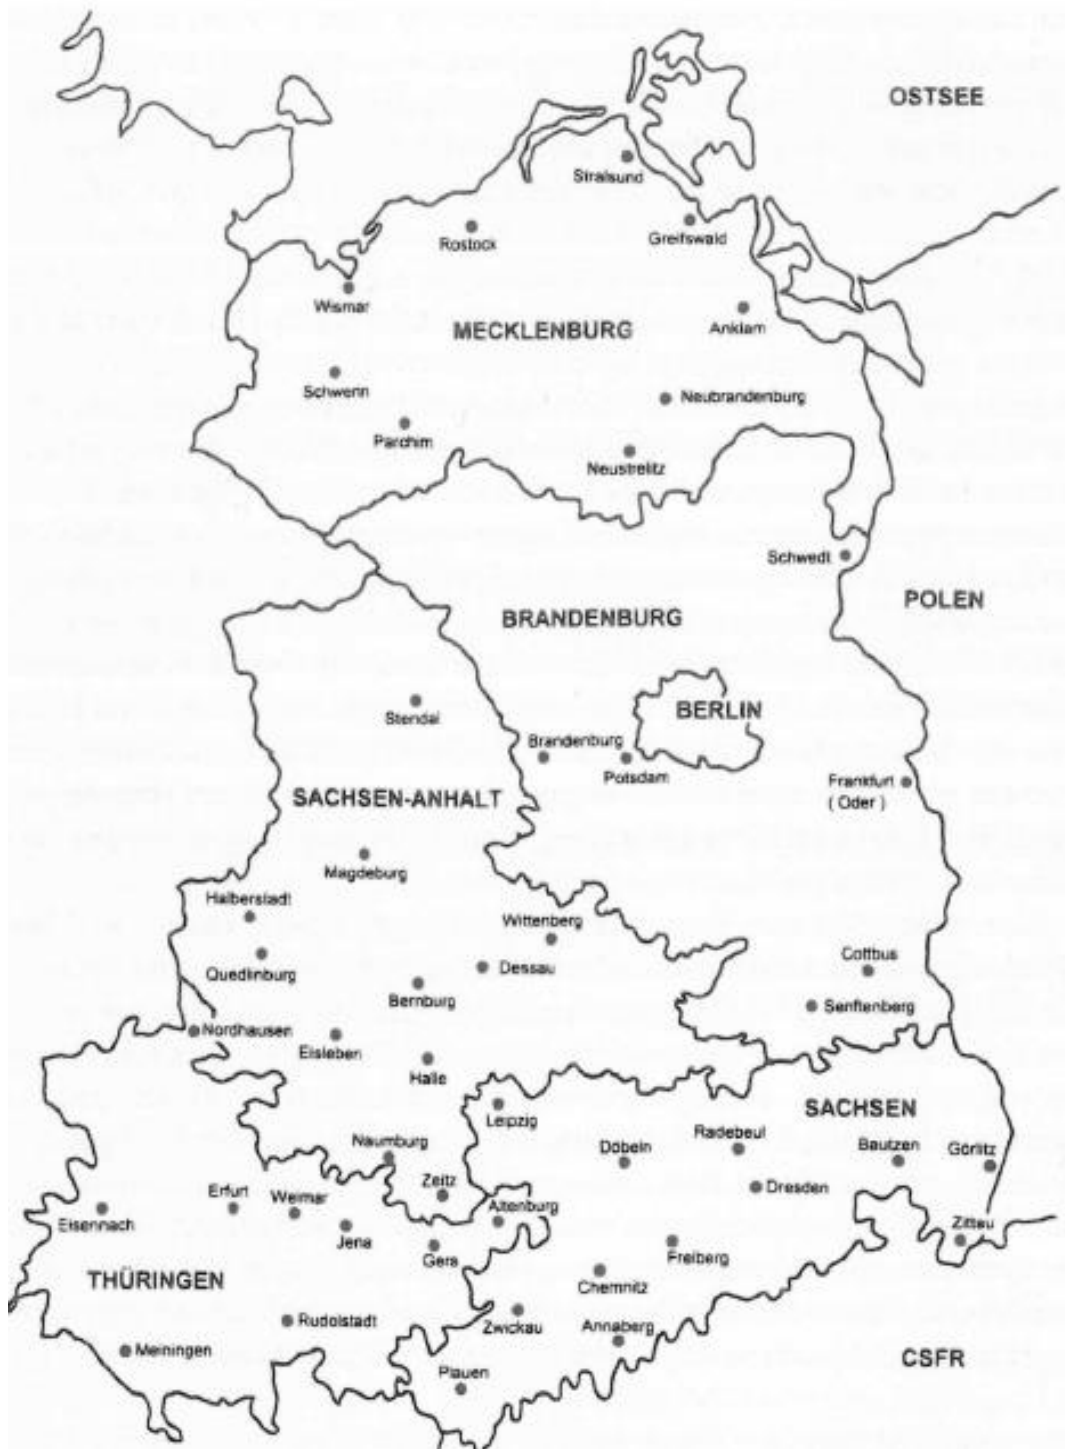 OSTSEE
Stralsund
Rostock
Greifswald
Wismar
MECKLENBURG
Anklam
Schwenn
Neubrandenburg
Parchim
Neustrelitz
Schwedt
BRANDENBURG
POLEN
Stendal
BERLIN
Brandenburg
Potsdam
Frankfurt
( Oder )
SACHSEN-ANHALT
Magdeburg
Halberstadt
Wittenberg
Quedlinburg
Dessau
Cottbus
Bernburg
Senftenberg
Nordhausen
Eisleben
Halle
SACHSEN
Leipzig
Naumburg
Döbeln
Radebeul
Bautzen
Görlitz
Zeitz
Dresden
Erfurt
Weimar
Altenburg
Eisennach
Jena
Zittau
Gera
Freiberg
THÜRINGEN
Chemnitz
Rudolstadt
Zwickau
Annaberg
Meiningen
CSFR
Plauen